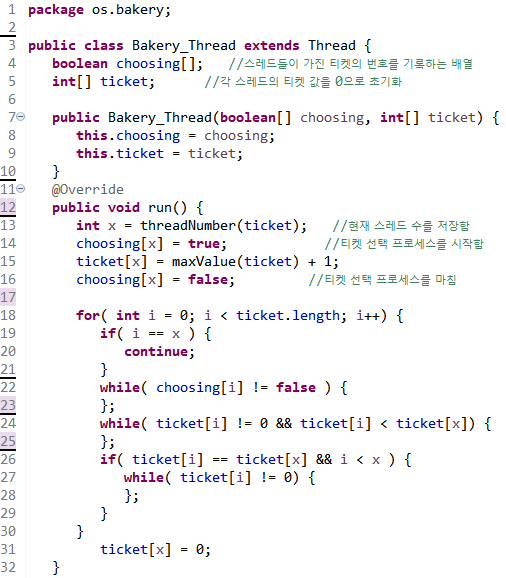 1 package os.bakery;
2
3 public class Bakery_Thread extends Thread {
4     boolean choosing[];   //스레드들이 가진 티켓의 번호를 기록하는 배열
5     int[] ticket;      //각 스레드의 티켓 값을 0으로 초기화
6
7     public Bakery_Thread(boolean[] choosing, int[] ticket) {
8         this.choosing = choosing;
9         this.ticket = ticket;
10     }
11     @Override
12     public void run() {
13         int x = threadNumber(ticket);   //현재 스레드 수를 저장함
14         choosing[x] = true;            //티켓 선택 프로세스를 시작함
15         ticket[x] = maxValue(ticket) + 1;
16         choosing[x] = false;         //티켓 선택 프로세스를 마침
17
18         for( int i = 0; i < ticket.length; i++) {
19            if( i == x ) {
20               continue;
21            }
22            while( choosing[i] != false ) {
23            };
24            while( ticket[i] != 0 && ticket[i] < ticket[x]) {
25            };
26            if( ticket[i] == ticket[x] && i < x ) {
27               while( ticket[i] != 0) {
28               };
29            }
30         }
31            ticket[x] = 0;
32     }